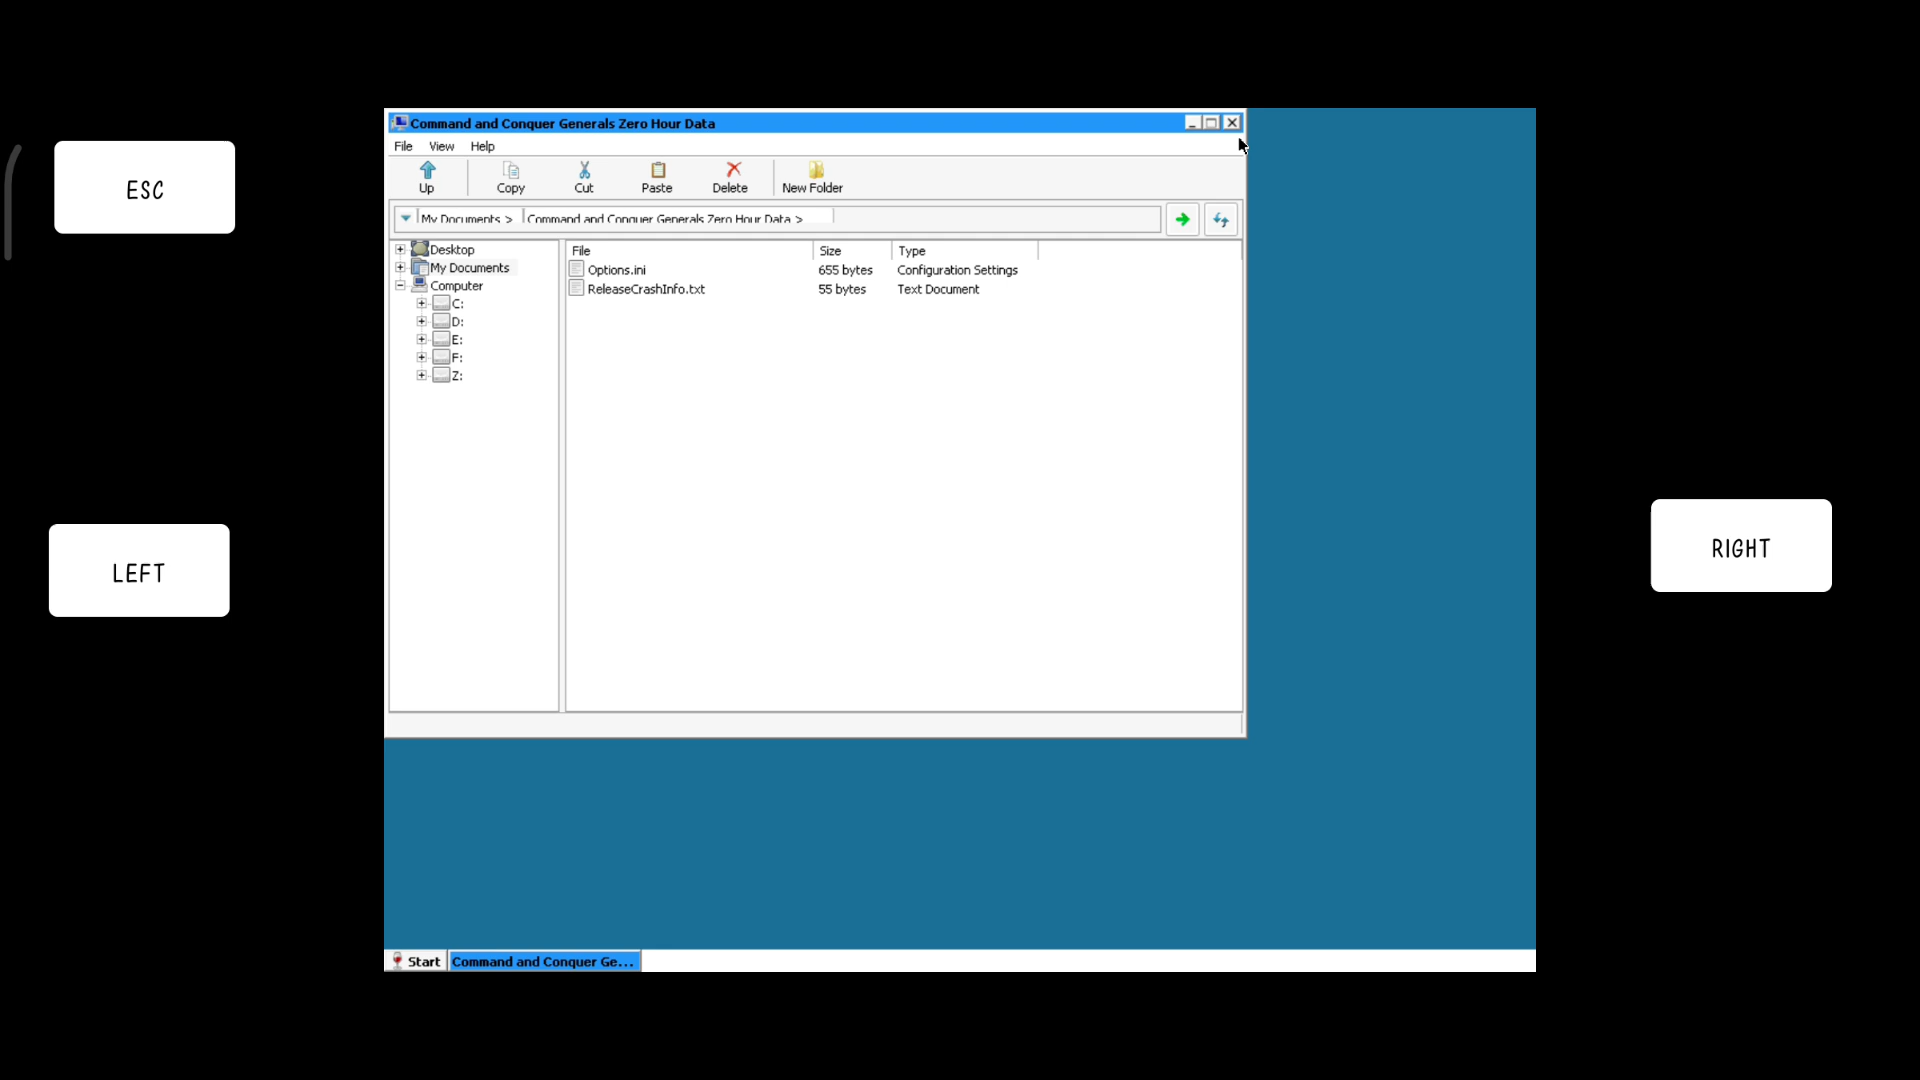 Command and Conquer Generals Zero Hour Data
File View Help
Up Copy Cut Paste Delete New Folder
My Documents > Command and Conquer Generals Zero Hour Data >
Desktop
My Documents
Computer
C:
D:
E:
F:
Z:
File Size Type
Options.ini 655 bytes Configuration Settings
ReleaseCrashInfo.txt 55 bytes Text Document
Start Command and Conquer Ge...
ESC
LEFT
RIGHT